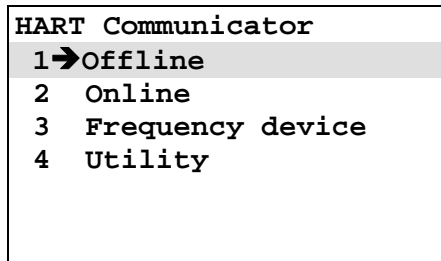 HART Communicator
1➔Offline
2 Online
3 Frequency device
4 Utility